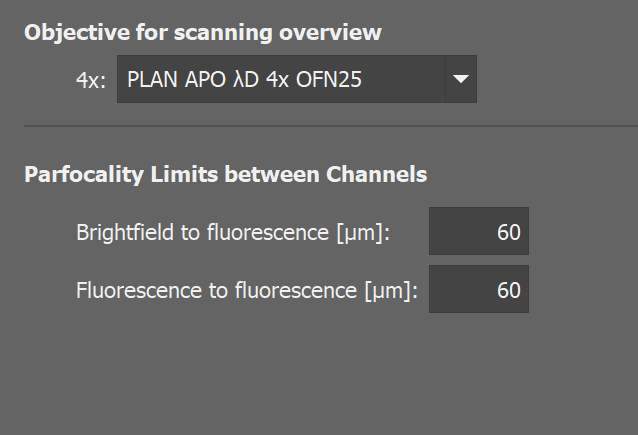 Objective for scanning overview
4x: PLAN APO λD 4x OFN25
Parfocality Limits between Channels
Brightfield to fluorescence [µm]: 60
Fluorescence to fluorescence [µm]: 60